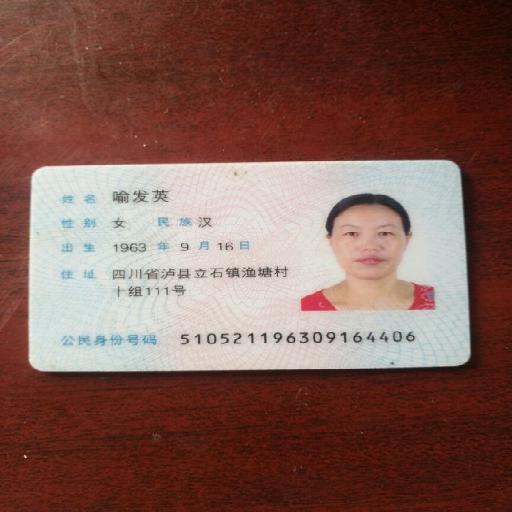 姓名 喻发英
性别 女 民族 汉
出生 1963 年 9 月 16 日
住址 四川省泸县立石镇渔塘村
十组111号
公民身份号码 510521196309164406